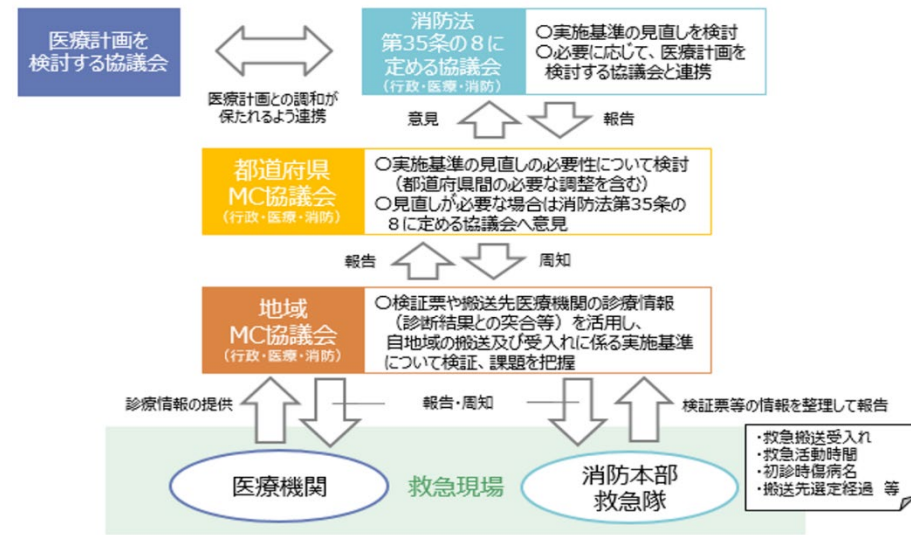 医療計画を
検討する協議会
医療計画との調和が
保たれるよう連携
消防法
第35条の8に
定める協議会
(行政・医療・消防)
〇実施基準の見直しを検討
〇必要に応じて、医療計画を
検討する協議会と連携
意見
報告
都道府県
MC協議会
(行政・医療・消防)
〇実施基準の見直しの必要性について検討
(都道府県間の必要な調整を含む)
〇見直しが必要な場合は消防法第35条の
8に定める協議会へ意見
報告
周知
地域
MC協議会
(行政・医療・消防)
〇検証票や搬送先医療機関の診療情報
(診断結果との突合等)を活用し、
自地域の搬送及び受入れに係る実施基準
について検証、課題を把握
診療情報の提供
報告・周知
検証票等の情報を整理して報告
・救急搬送受入れ
・救急活動時間
・初診時傷病名
・搬送先選定経過 等
医療機関
救急現場
消防本部
救急隊